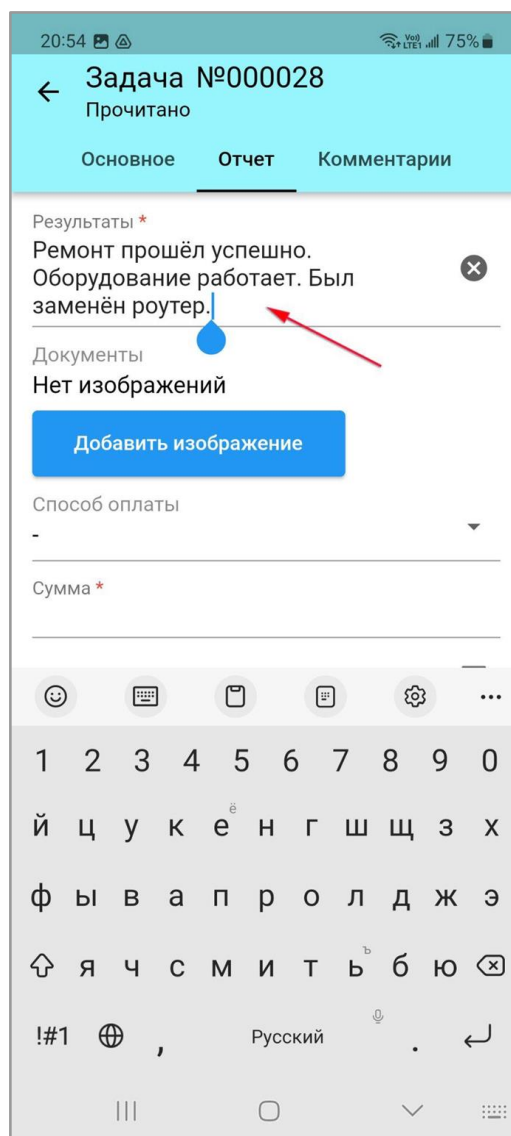 20:54 Vo)) LTE1 75%
Задача №000028
Прочитано
Основное Отчет Комментарии
Результаты *
Ремонт прошёл успешно.
Оборудование работает. Был
заменён роутер.
Документы
Нет изображений
Добавить изображение
Способ оплаты
-
Сумма *
1 2 3 4 5 6 7 8 9 0
ё
й ц у к е н г ш щ з х
ф ы в а п р о л д ж э
ъ
я ч с м и т ь б ю
!#1 , Русский .